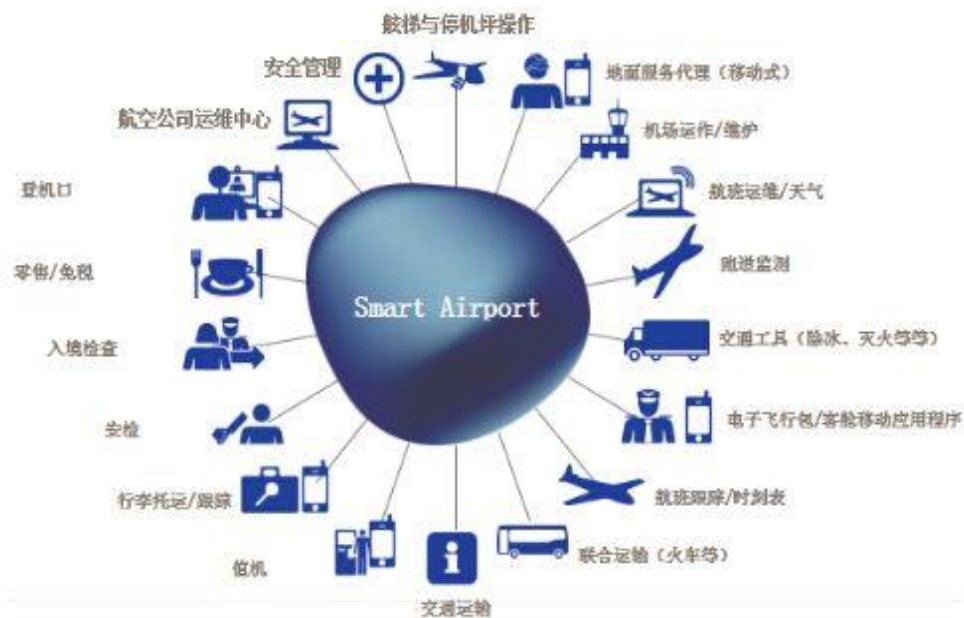 舷梯与停机坪操作
安全管理
地面服务代理（移动式）
航空公司运维中心
机场运作/维护
登机口
航班运维/天气
零售/免税
跑道监测
Smart Airport
入境检查
交通工具（除冰、灭火等等）
安检
电子飞行包/客舱移动应用程序
行李托运/跟踪
航班跟踪/时刻表
值机
联合运输（火车等）
交通运输